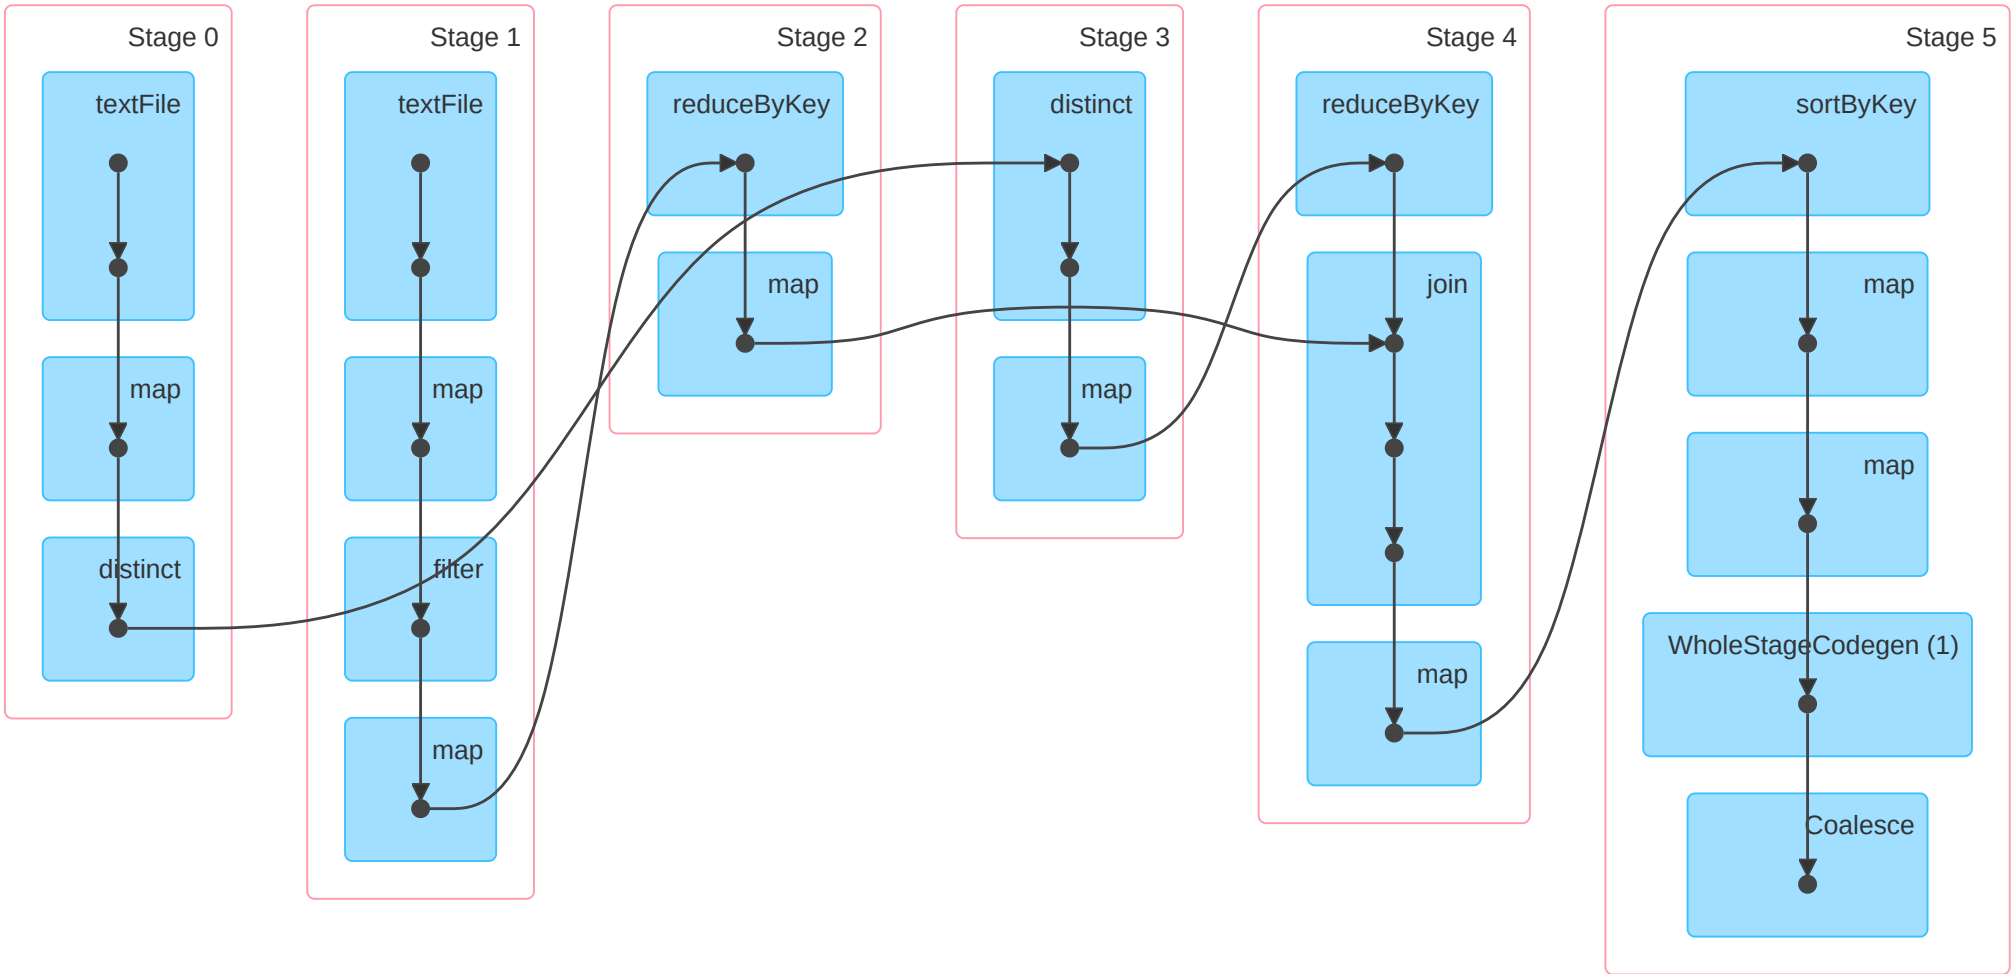 Stage 0
textFile
map
distinct
Stage 1
textFile
map
filter
map
Stage 2
reduceByKey
map
Stage 3
distinct
map
Stage 4
reduceByKey
join
map
Stage 5
sortByKey
map
map
WholeStageCodegen (1)
Coalesce